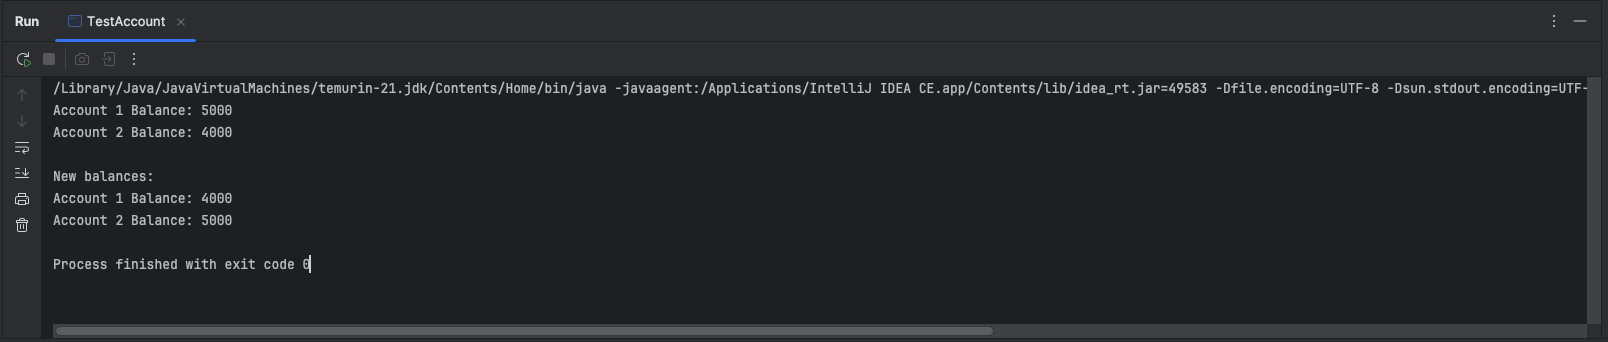 Run TestAccount
/Library/Java/JavaVirtualMachines/temurin-21.jdk/Contents/Home/bin/java -javaagent:/Applications/IntelliJ IDEA CE.app/Contents/lib/idea_rt.jar=49583 -Dfile.encoding=UTF-8 -Dsun.stdout.encoding=UTF-
Account 1 Balance: 5000
Account 2 Balance: 4000
New balances:
Account 1 Balance: 4000
Account 2 Balance: 5000
Process finished with exit code 0